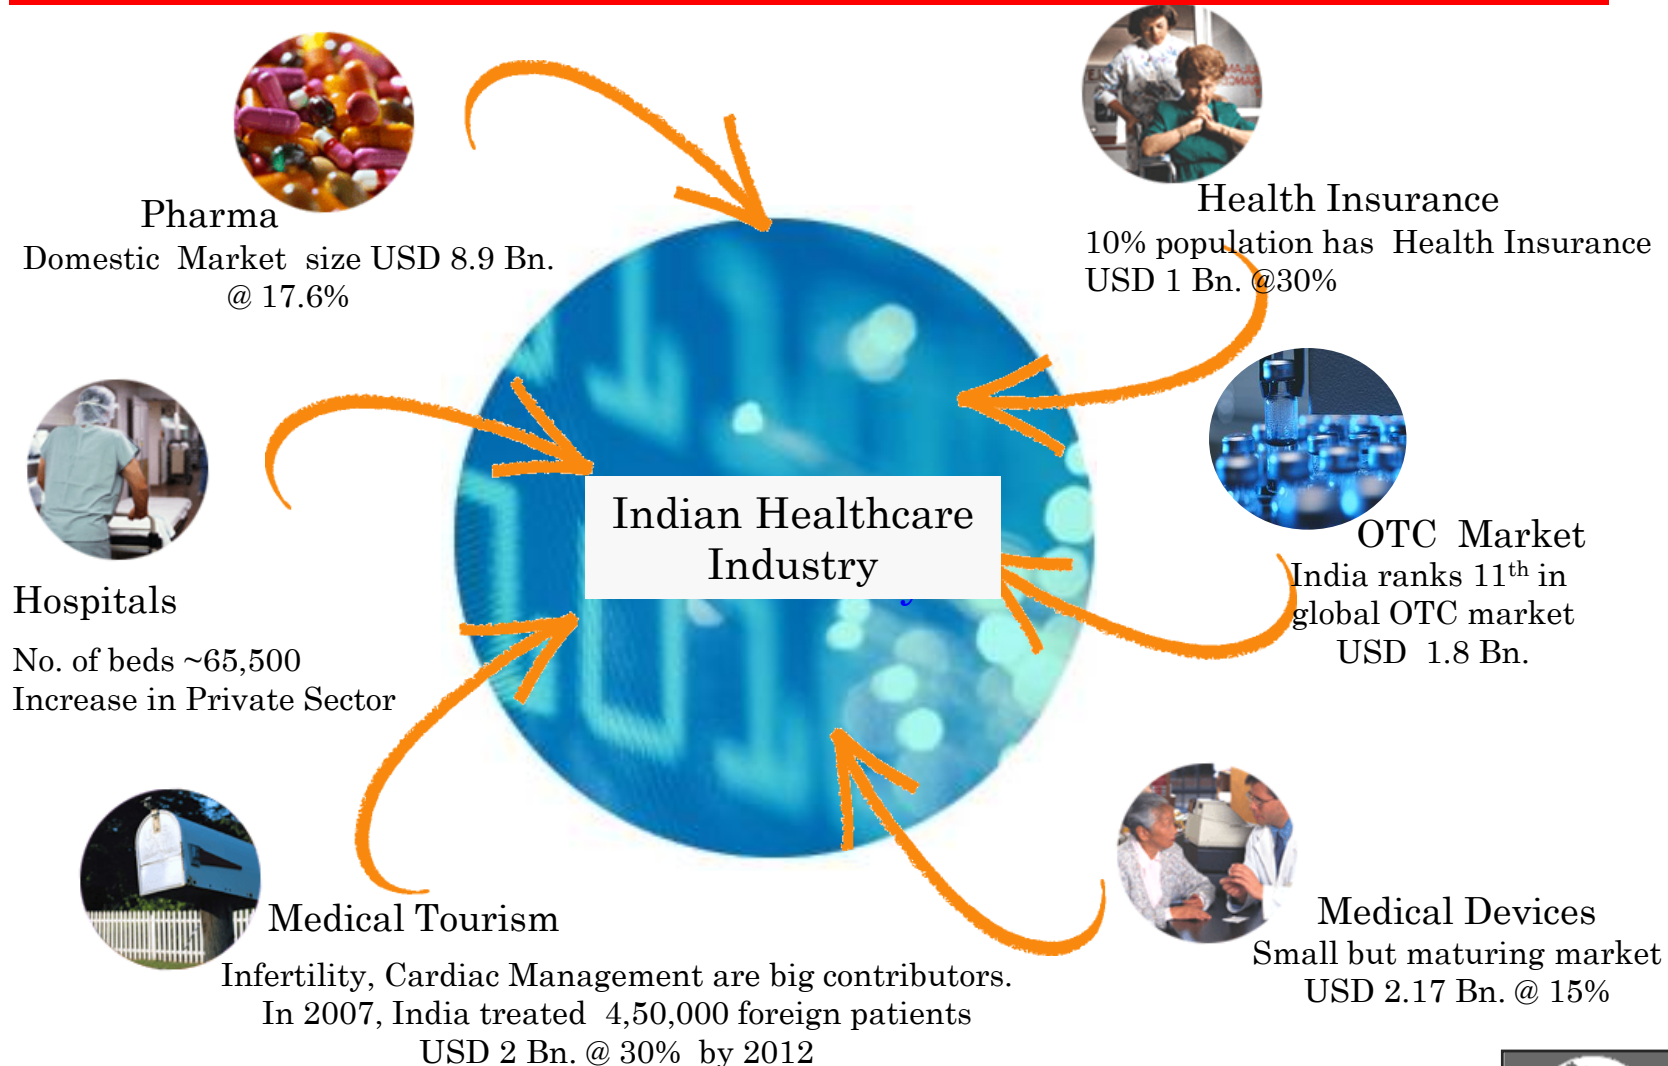 Pharma
Domestic Market size USD 8.9 Bn.
@ 17.6%
Health Insurance
10% population has Health Insurance
USD 1 Bn. @30%
Indian Healthcare
Industry
OTC Market
India ranks 11th in
global OTC market
USD 1.8 Bn.
Hospitals
No. of beds ~65,500
Increase in Private Sector
Medical Tourism
Infertility, Cardiac Management are big contributors.
In 2007, India treated 4,50,000 foreign patients
USD 2 Bn. @ 30% by 2012
Medical Devices
Small but maturing market
USD 2.17 Bn. @ 15%